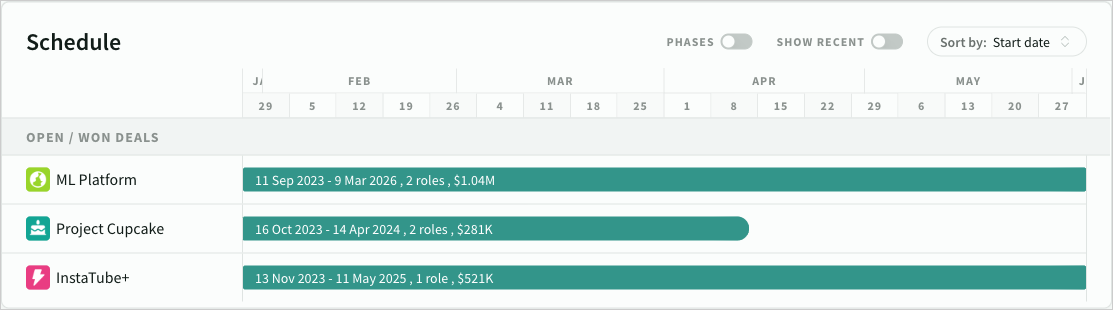 Schedule
PHASES
SHOW RECENT
Sort by: Start date
FEB MAR APR MAY
29 5 12 19 26 4 11 18 25 1 8 15 22 29 6 13 20 27
OPEN / WON DEALS
ML Platform
11 Sep 2023 - 9 Mar 2026 , 2 roles , $1.04M
Project Cupcake
16 Oct 2023 - 14 Apr 2024 , 2 roles , $281K
InstaTube+
13 Nov 2023 - 11 May 2025 , 1 role , $521K